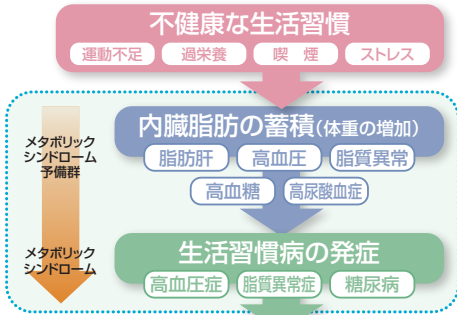 不健康な生活習慣
運動不足 過栄養 喫 煙 ストレス
内臓脂肪の蓄積(体重の増加)
メタボリック
シンドローム
予備群
脂肪肝 高血圧 脂質異常
高血糖 高尿酸血症
生活習慣病の発症
メタボリック
シンドローム
高血圧症 脂質異常症 糖尿病